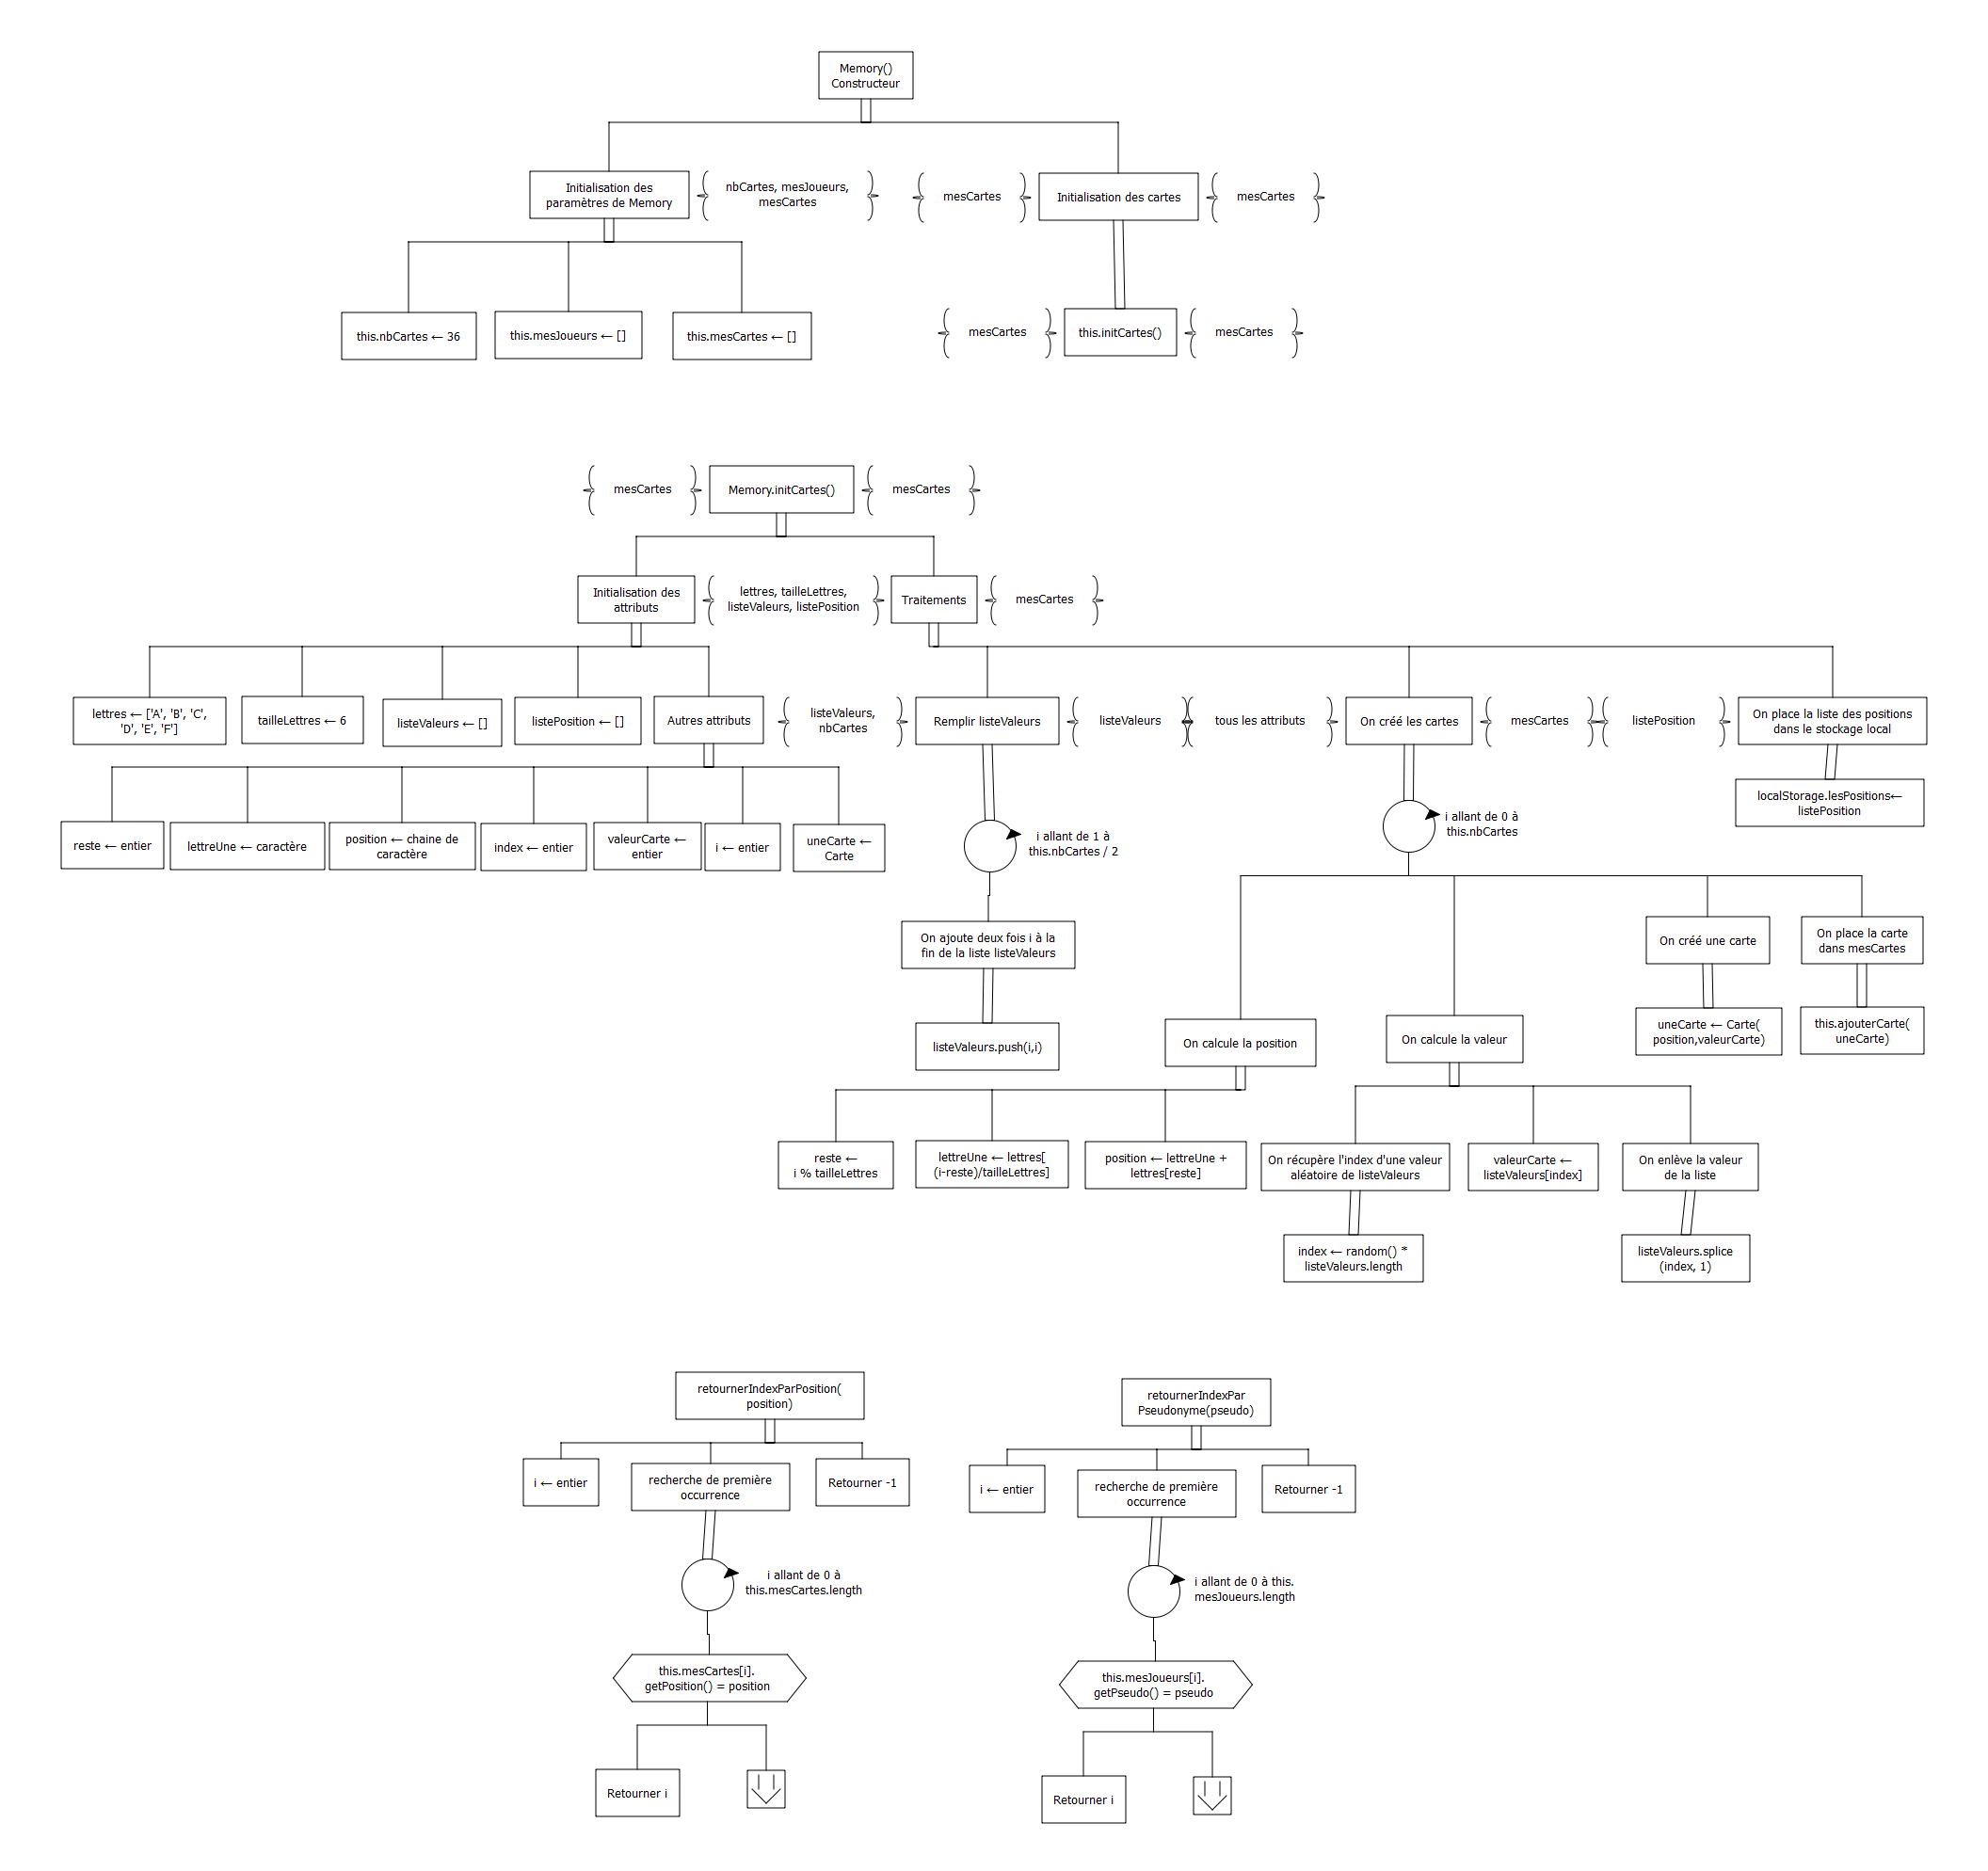 Memory()
Constructeur
Initialisation des
paramètres de Memory
nbCartes, mesJoueurs,
mesCartes
mesCartes
Initialisation des cartes
mesCartes
this.nbCartes ← 36
this.mesJoueurs ← []
this.mesCartes ← []
mesCartes
this.initCartes()
mesCartes
mesCartes
Memory.initCartes()
mesCartes
Initialisation des
attributs
lettres, tailleLettres,
listeValeurs, listePosition
Traitements
mesCartes
lettres ← ['A', 'B', 'C',
'D', 'E', 'F']
tailleLettres ← 6
listeValeurs ← []
listePosition ← []
Autres attributs
listeValeurs,
nbCartes
Remplir listeValeurs
listeValeurs
tous les attributs
On créé les cartes
mesCartes
listePosition
On place la liste des positions
dans le stockage local
localStorage.lesPositions←
listePosition
reste ← entier
lettreUne ← caractère
position ← chaine de
caractère
index ← entier
valeurCarte ←
entier
i ← entier
uneCarte ←
Carte
i allant de 1 à
this.nbCartes / 2
i allant de 0 à
this.nbCartes
On ajoute deux fois i à la
fin de la liste listeValeurs
listeValeurs.push(i,i)
On calcule la position
On calcule la valeur
On créé une carte
On place la carte
dans mesCartes
uneCarte ← Carte(
position,valeurCarte)
this.ajouterCarte(
uneCarte)
reste ←
i % tailleLettres
lettreUne ← lettres[
(i-reste)/tailleLettres]
position ← lettreUne +
lettres[reste]
On récupère l'index d'une valeur
aléatoire de listeValeurs
valeurCarte ←
listeValeurs[index]
On enlève la valeur
de la liste
index ← random() *
listeValeurs.length
listeValeurs.splice
(index, 1)
retournerIndexParPosition(
position)
i ← entier
recherche de première
occurrence
Retourner -1
i allant de 0 à
this.mesCartes.length
this.mesCartes[i].
getPosition() = position
Retourner i
retournerIndexPar
Pseudonyme(pseudo)
i ← entier
recherche de première
occurrence
Retourner -1
i allant de 0 à this.
mesJoueurs.length
this.mesJoueurs[i].
getPseudo() = pseudo
Retourner i